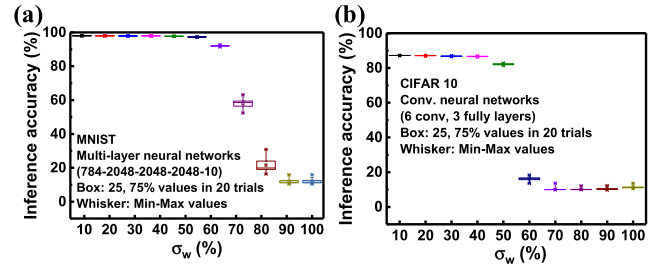 (a)
Inference accuracy (%)
100
80
60
40
20
0
MNIST
Multi-layer neural networks
(784-2048-2048-2048-10)
Box: 25, 75% values in 20 trials
Whisker: Min-Max values
10 20 30 40 50 60 70 80 90 100
σw (%)
(b)
Inference accuracy (%)
100
80
60
40
20
0
CIFAR 10
Conv. neural networks
(6 conv, 3 fully layers)
Box: 25, 75% values in 20 trials
Whisker: Min-Max values
10 20 30 40 50 60 70 80 90 100
σw (%)